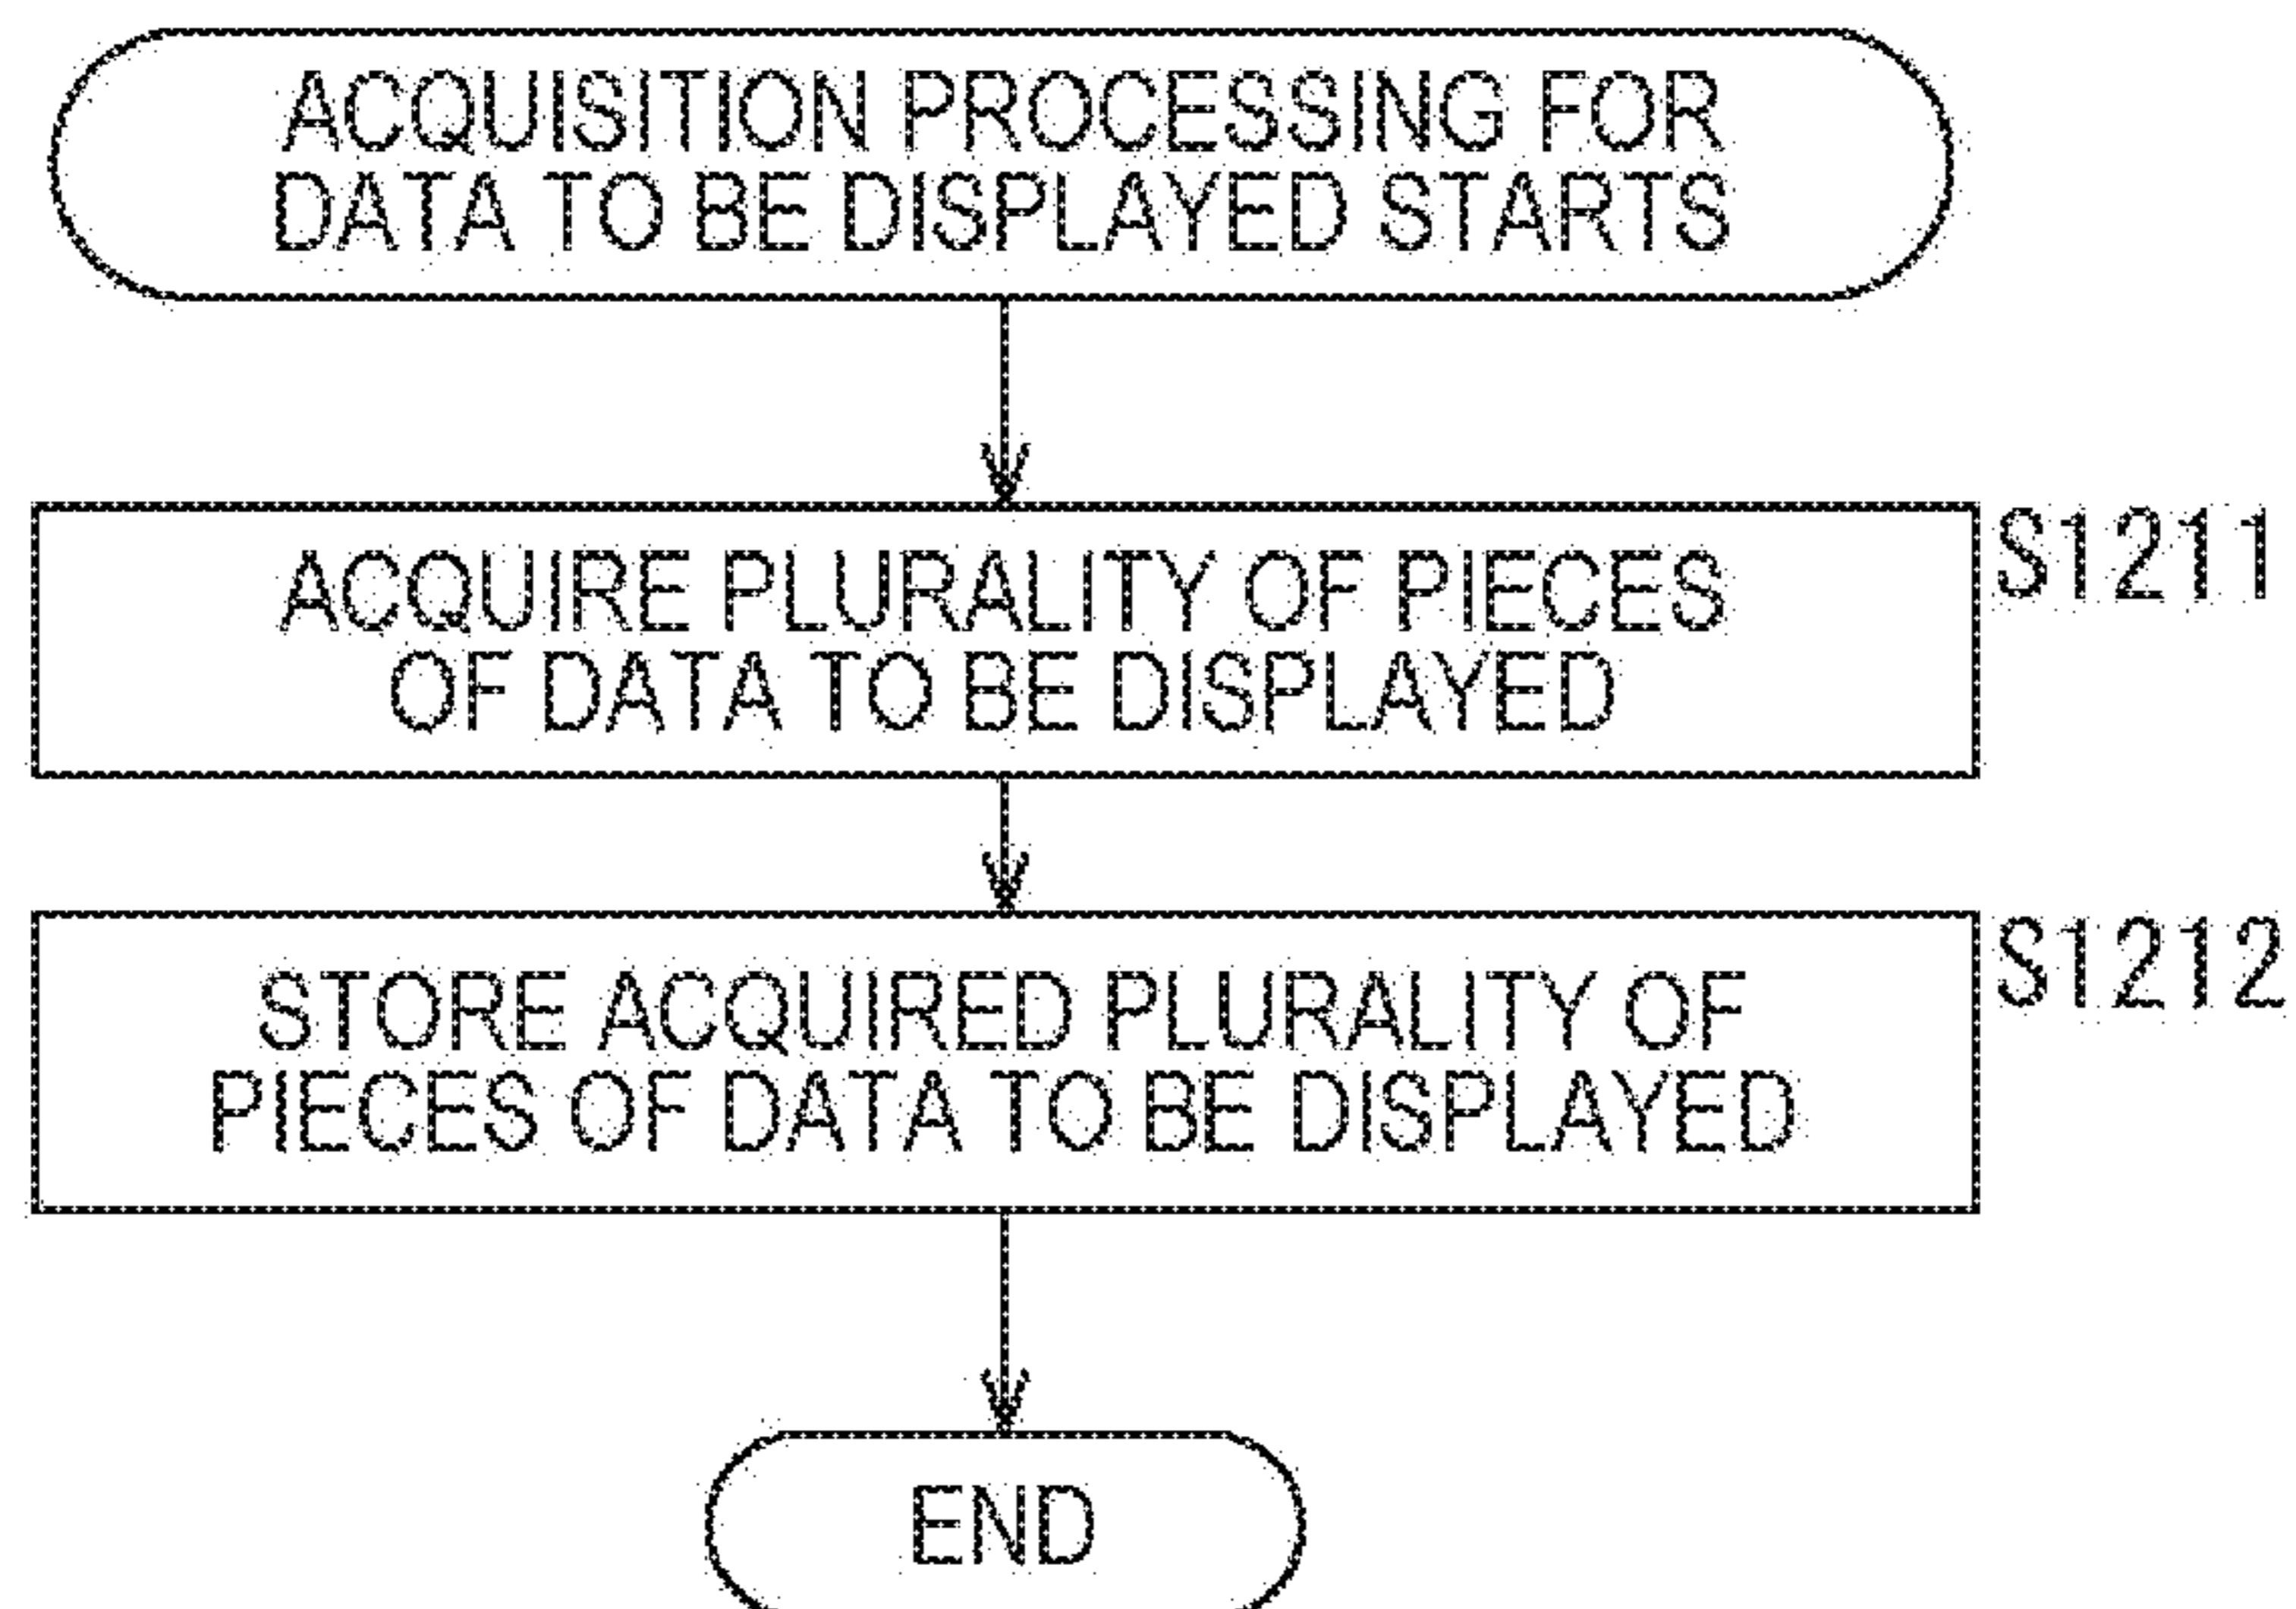 ACQUISITION PROCESSING FOR
DATA TO BE DISPLAYED STARTS
ACQUIRE PLURALITY OF PIECES
OF DATA TO BE DISPLAYED
S1211
STORE ACQUIRED PLURALITY OF
PIECES OF DATA TO BE DISPLAYED
S1212
END